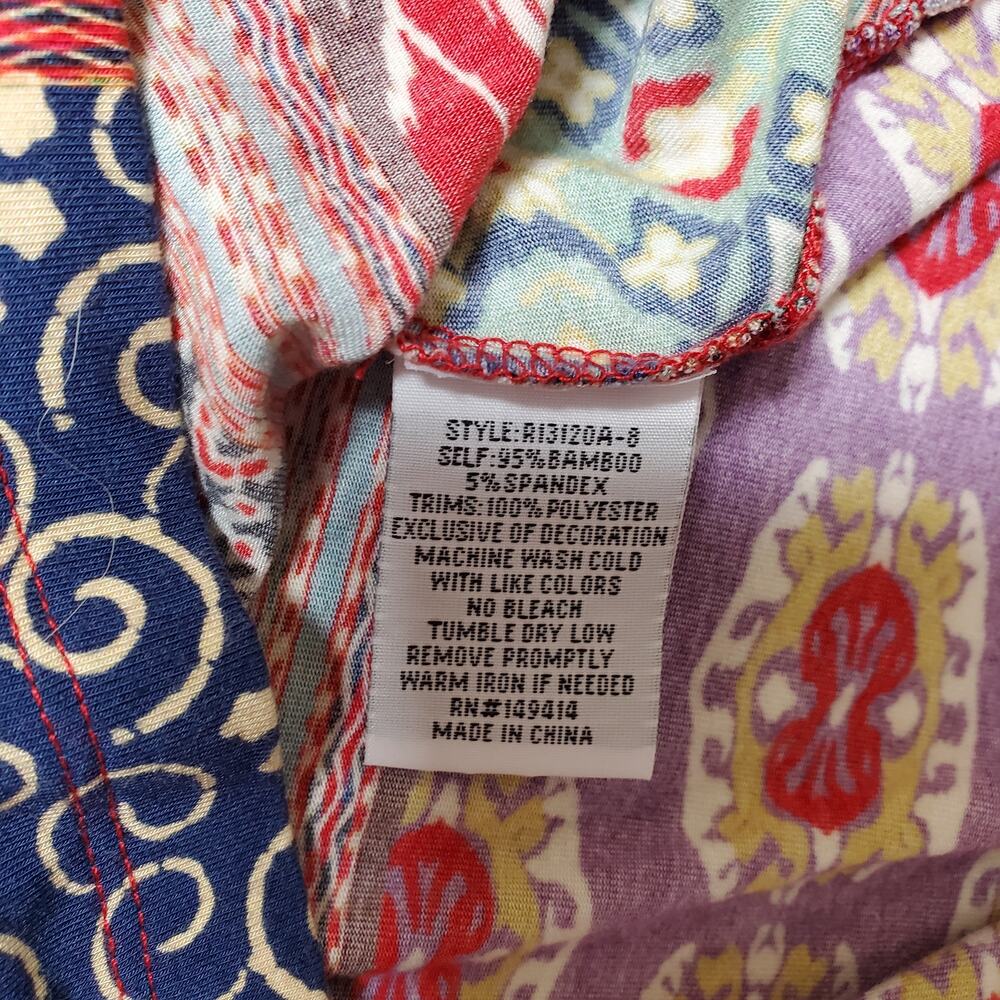 STYLE:R13120A-8
SELF:95%BAMBOO
5%SPANDEX
TRIMS:100%POLYESTER
EXCLUSIVE OF DECORATION
MACHINE WASH COLD
WITH LIKE COLORS
NO BLEACH
TUMBLE DRY LOW
REMOVE PROMPTLY
WARM IRON IF NEEDED
RN#149414
MADE IN CHINA